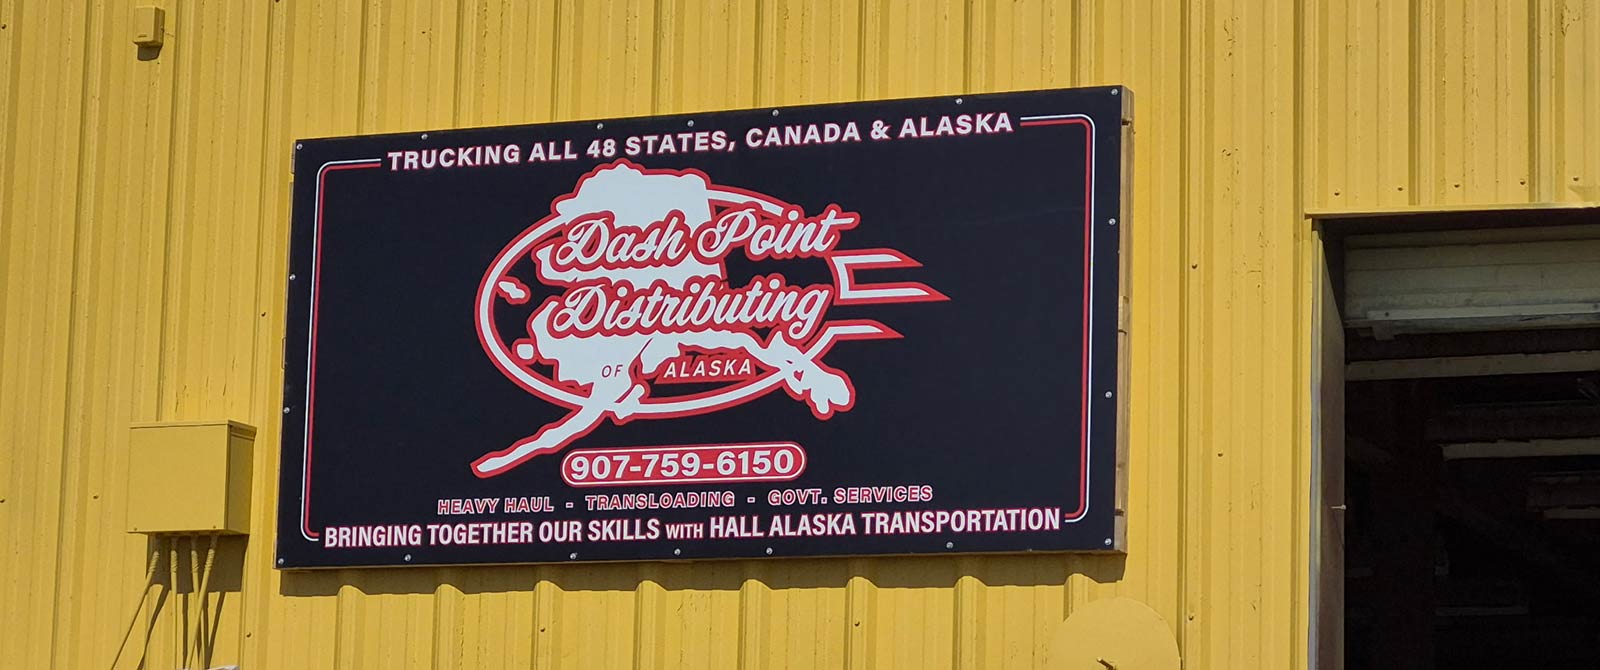 TRUCKING ALL 48 STATES, CANADA & ALASKA
Dash Point
Distributing
OF ALASKA
907-759-6150
HEAVY HAUL - TRANSLOADING - GOVT. SERVICES
BRINGING TOGETHER OUR SKILLS WITH HALL ALASKA TRANSPORTATION